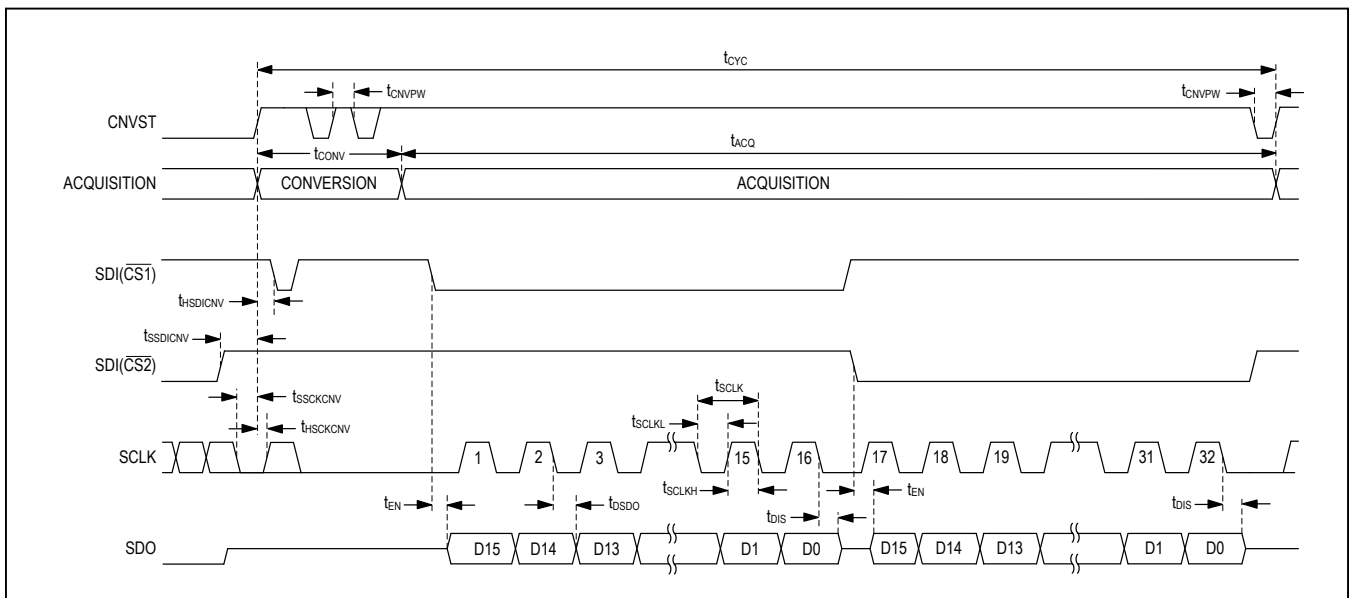 tCYC
tCNVPW
tCNVPW
CNVST
tCONV
tACQ
ACQUISITION
CONVERSION
ACQUISITION
SDI(CS1)
tHSDICNV
tSSDICNV
SDI(CS2)
tSSCKCNV
tHSCKCNV
tSCLK
tSCLKL
SCLK
1 2 3 15 16 17 18 19 31 32
tSCLKH
tEN
tDSDO
tDIS
tEN
tDIS
SDO
D15 D14 D13 D1 D0 D15 D14 D13 D1 D0